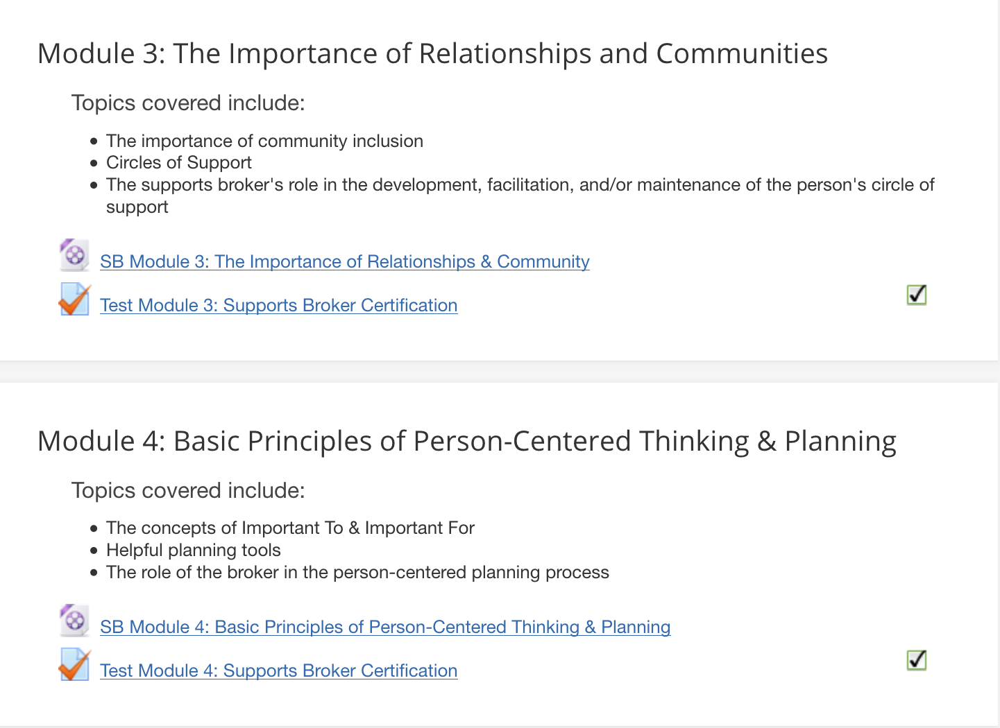 Module 3: The Importance of Relationships and Communities
Topics covered include:
The importance of community inclusion
Circles of Support
The supports broker's role in the development, facilitation, and/or maintenance of the person's circle of
support
SB Module 3: The Importance of Relationships & Community
Test Module 3: Supports Broker Certification
Module 4: Basic Principles of Person-Centered Thinking & Planning
Topics covered include:
The concepts of Important To & Important For
Helpful planning tools
The role of the broker in the person-centered planning process
SB Module 4: Basic Principles of Person-Centered Thinking & Planning
Test Module 4: Supports Broker Certification